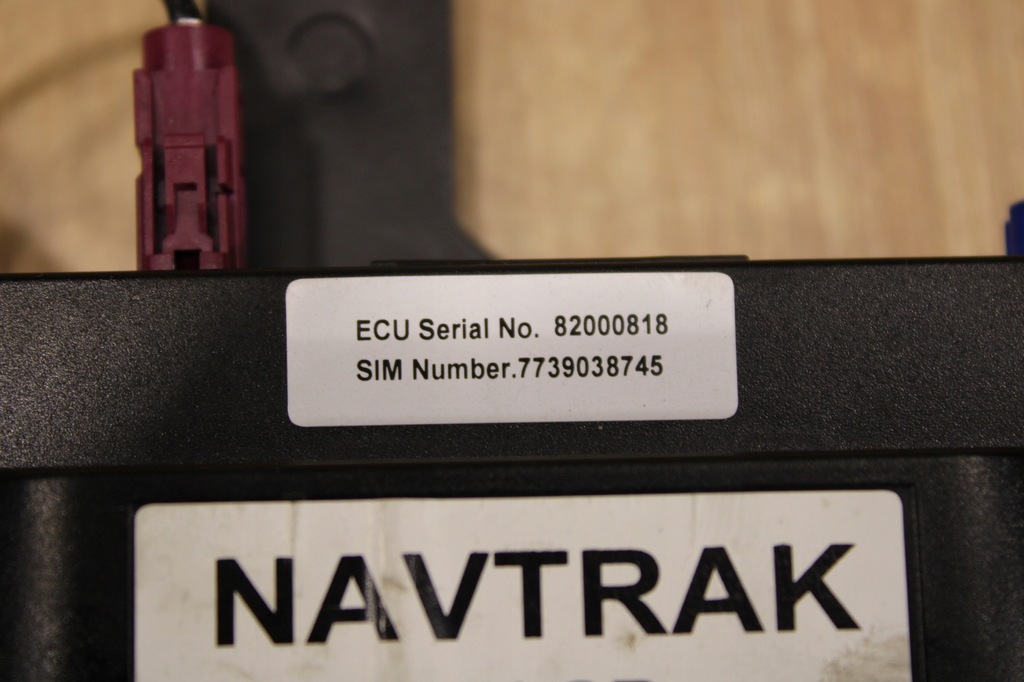 ECU Serial No. 82000818
SIM Number.7739038745
NAVTRAK